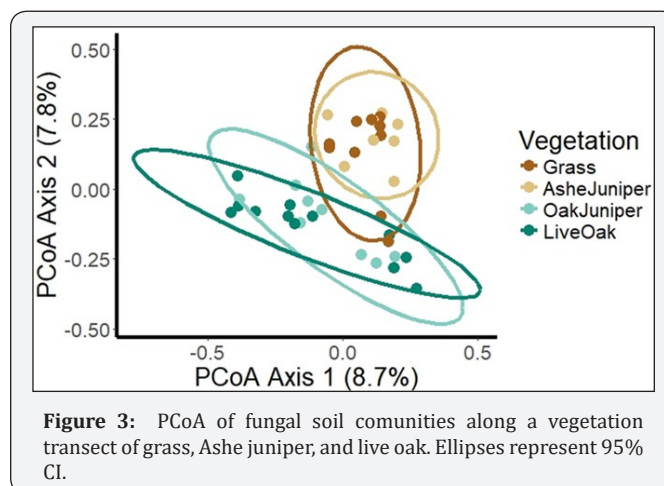 0.50
0.25
0.00
-0.25
-0.50
PCoA Axis 2 (7.8%)
-0.5 0.0 0.5
PCoA Axis 1 (8.7%)
Vegetation
Grass
AsheJuniper
OakJuniper
LiveOak
Figure 3: PCoA of fungal soil comunities along a vegetation
transect of grass, Ashe juniper, and live oak. Ellipses represent 95%
CI.